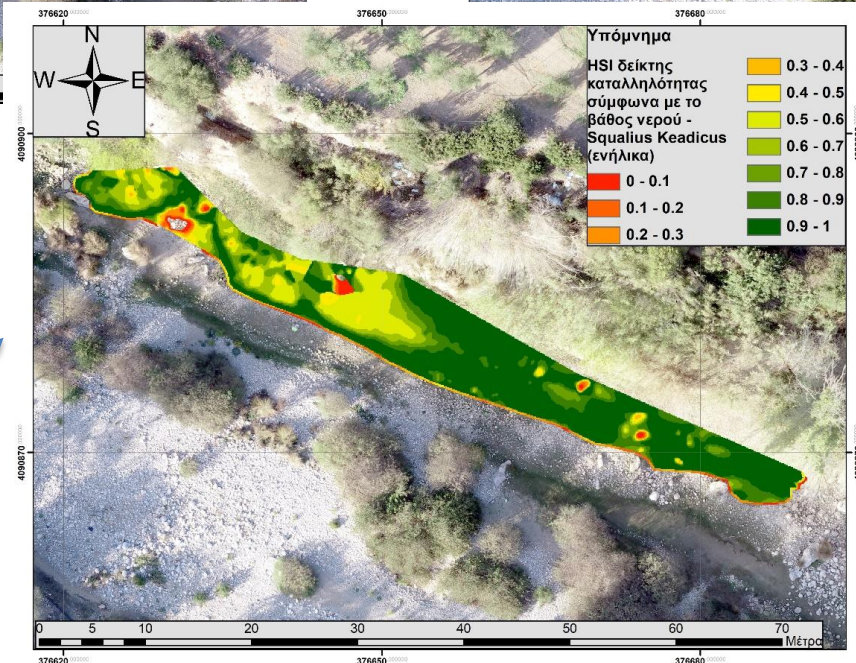 376620
376650
376680
N
W E
S
Υπόμνημα
HSI δείκτης
καταλληλότητας
σύμφωνα με το
βάθος νερού -
Squalius Keadicus
(ενήλικα)
0 - 0.1
0.1 - 0.2
0.2 - 0.3
0.3 - 0.4
0.4 - 0.5
0.5 - 0.6
0.6 - 0.7
0.7 - 0.8
0.8 - 0.9
0.9 - 1
4090900
4090870
0 5 10 20 30 40 50 60 70
Μέτρα
376620
376650
376680